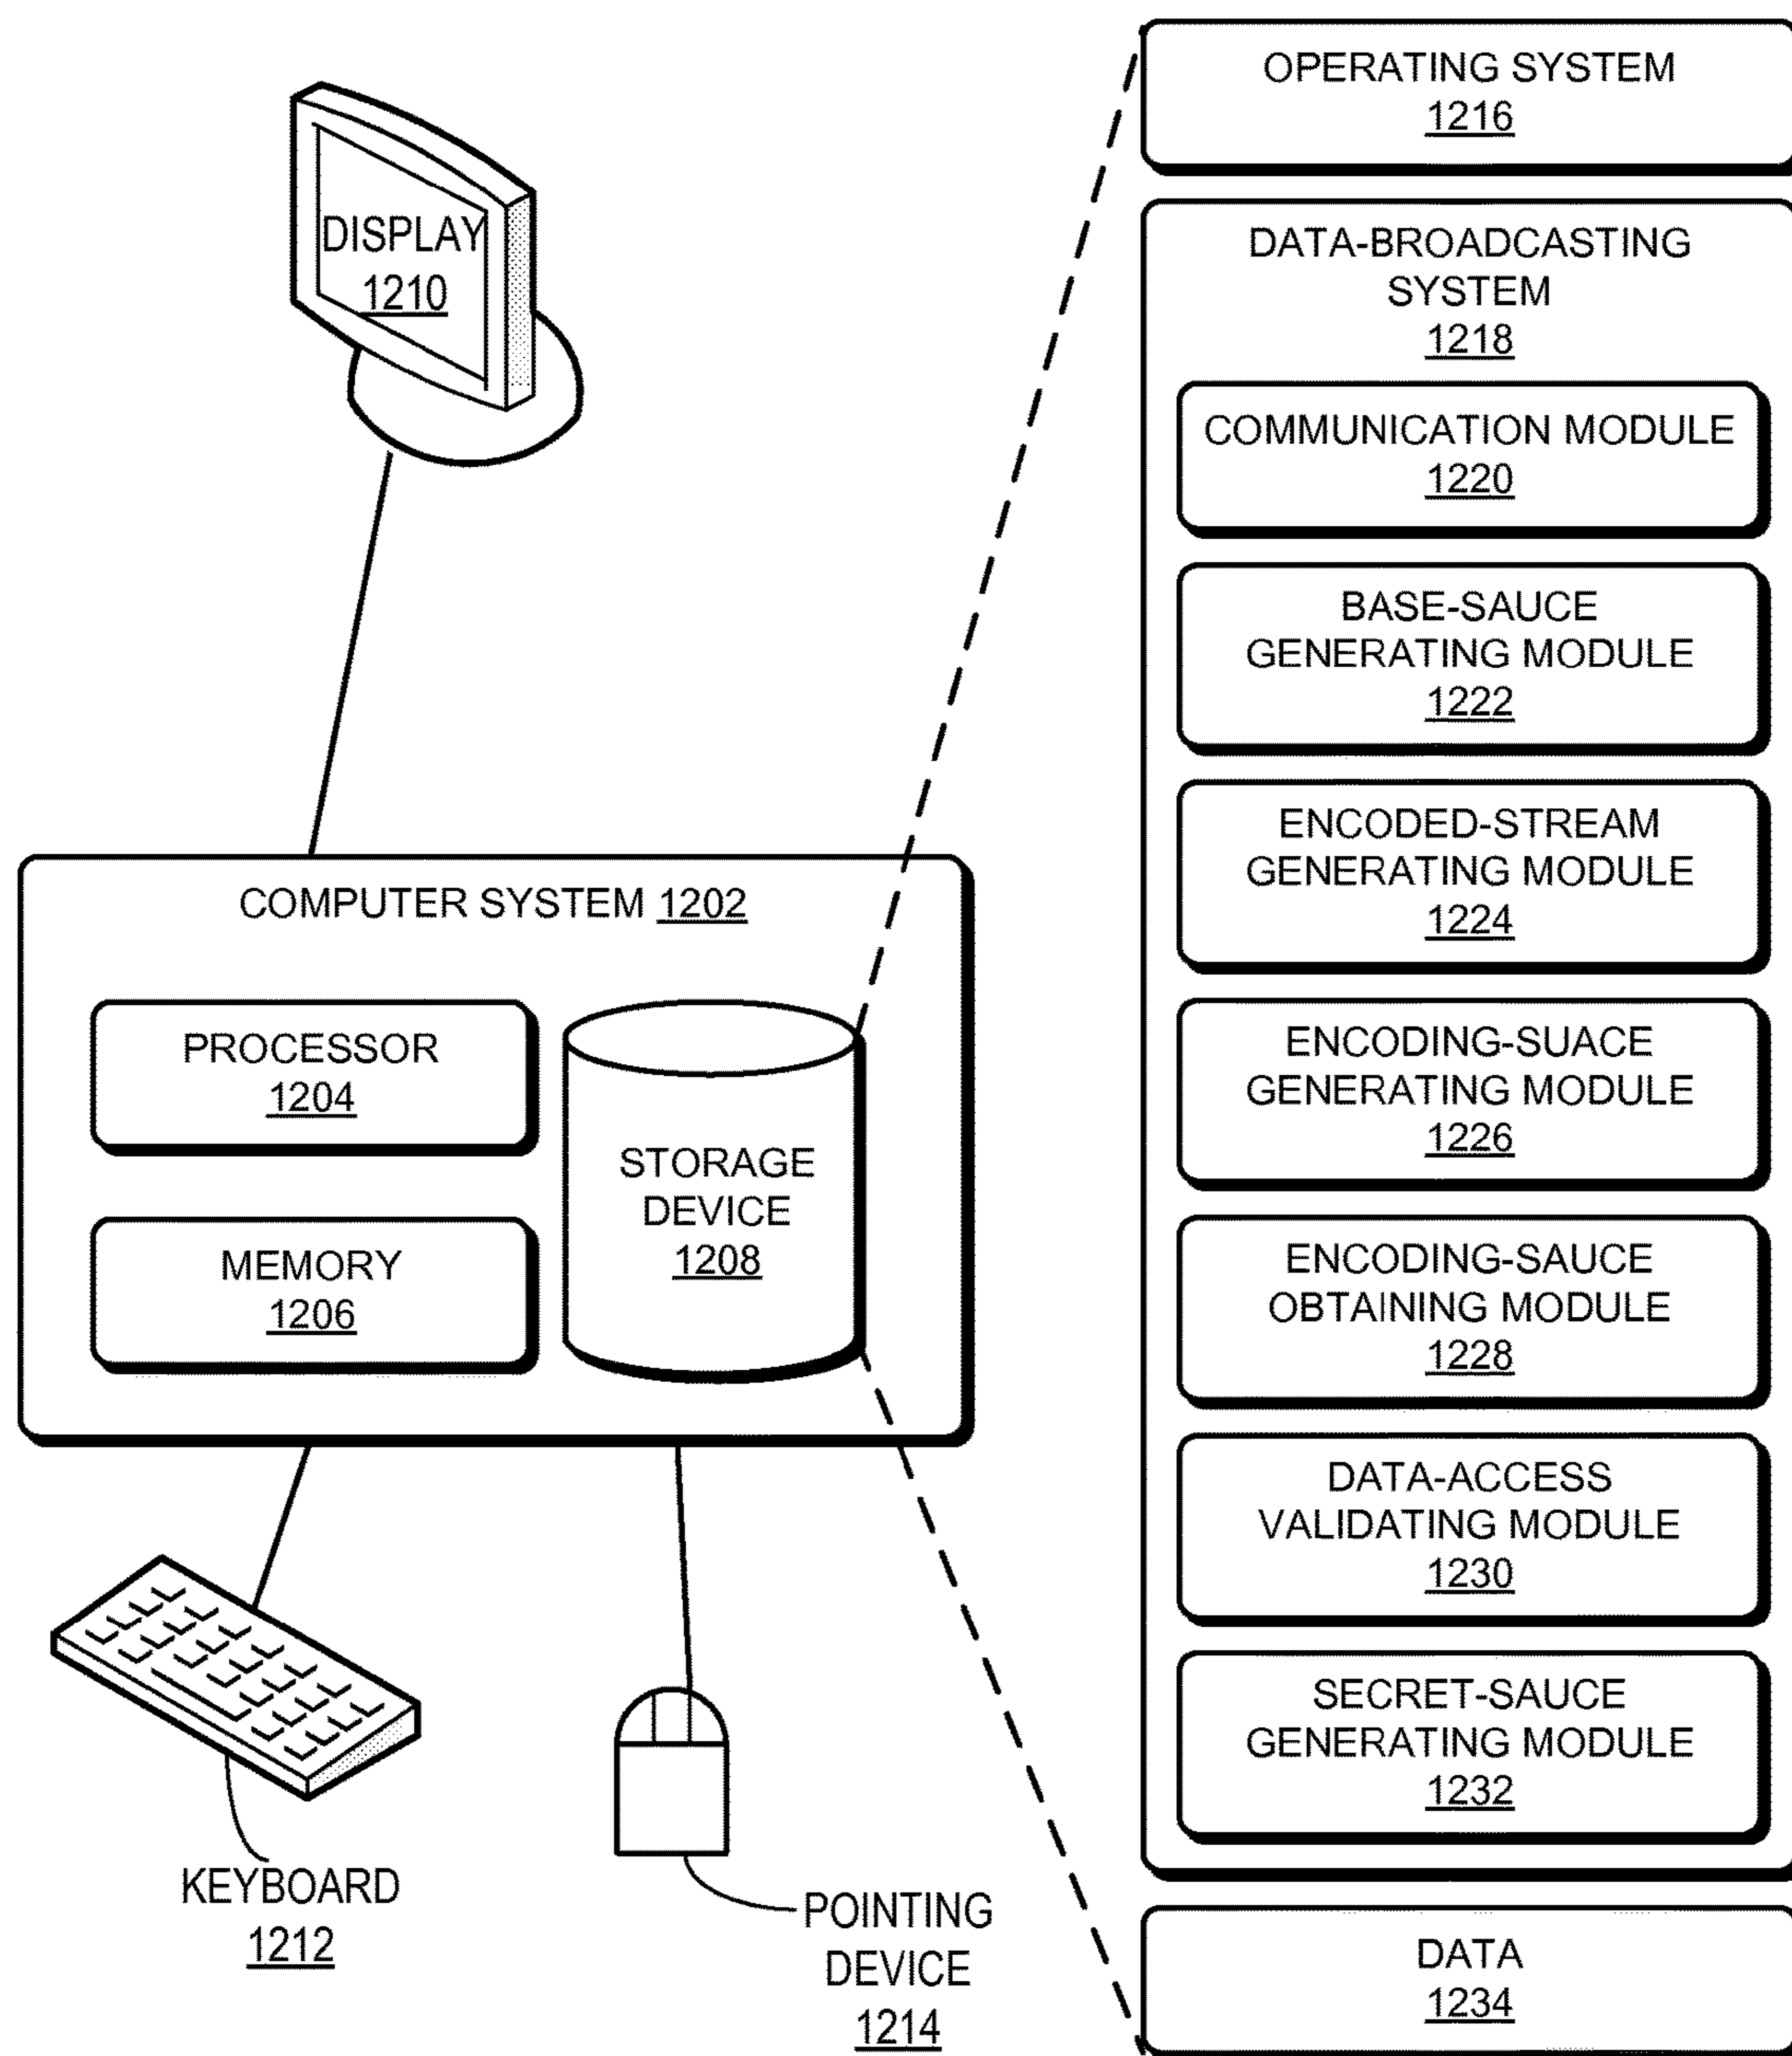 DISPLAY
1210
COMPUTER SYSTEM 1202
PROCESSOR
1204
MEMORY
1206
STORAGE
DEVICE
1208
KEYBOARD
1212
POINTING
DEVICE
1214
OPERATING SYSTEM
1216
DATA-BROADCASTING
SYSTEM
1218
COMMUNICATION MODULE
1220
BASE-SAUCE
GENERATING MODULE
1222
ENCODED-STREAM
GENERATING MODULE
1224
ENCODING-SUACE
GENERATING MODULE
1226
ENCODING-SAUCE
OBTAINING MODULE
1228
DATA-ACCESS
VALIDATING MODULE
1230
SECRET-SAUCE
GENERATING MODULE
1232
DATA
1234